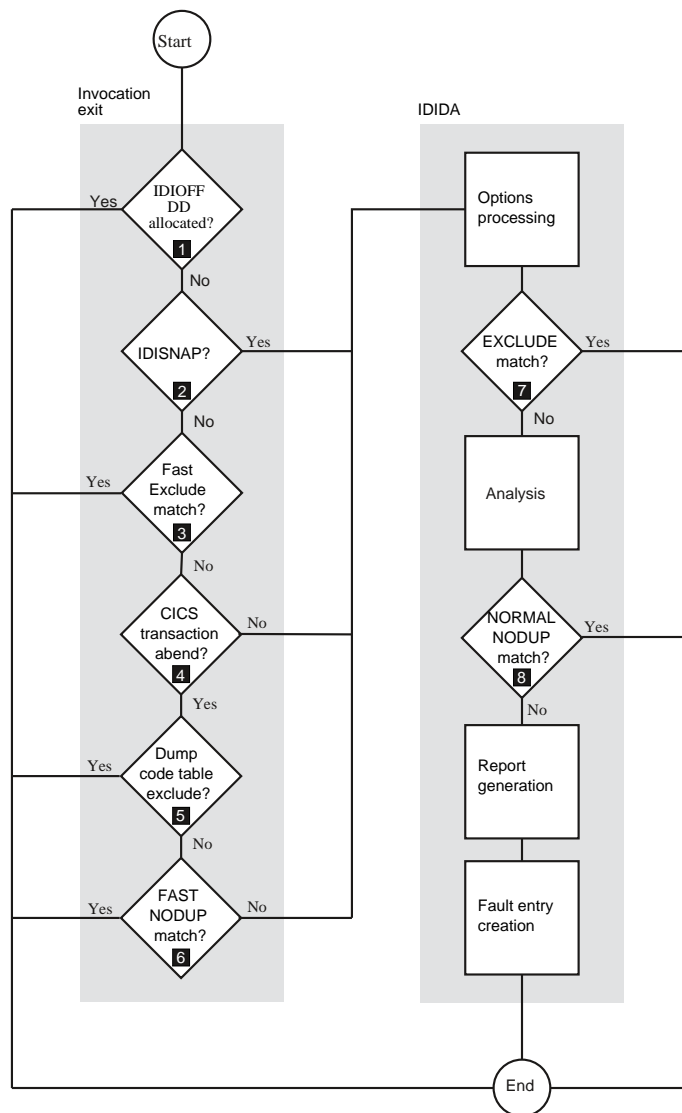 Start
Invocation
exit
IDIOFF
DD
allocated?
1
Yes
No
IDISNAP?
2
Yes
No
Fast
Exclude
match?
3
Yes
No
CICS
transaction
abend?
4
No
Yes
Dump
code table
exclude?
5
Yes
No
FAST
NODUP
match?
6
Yes
No
IDIDA
Options
processing
EXCLUDE
match?
7
Yes
No
Analysis
NORMAL
NODUP
match?
8
Yes
No
Report
generation
Fault entry
creation
End